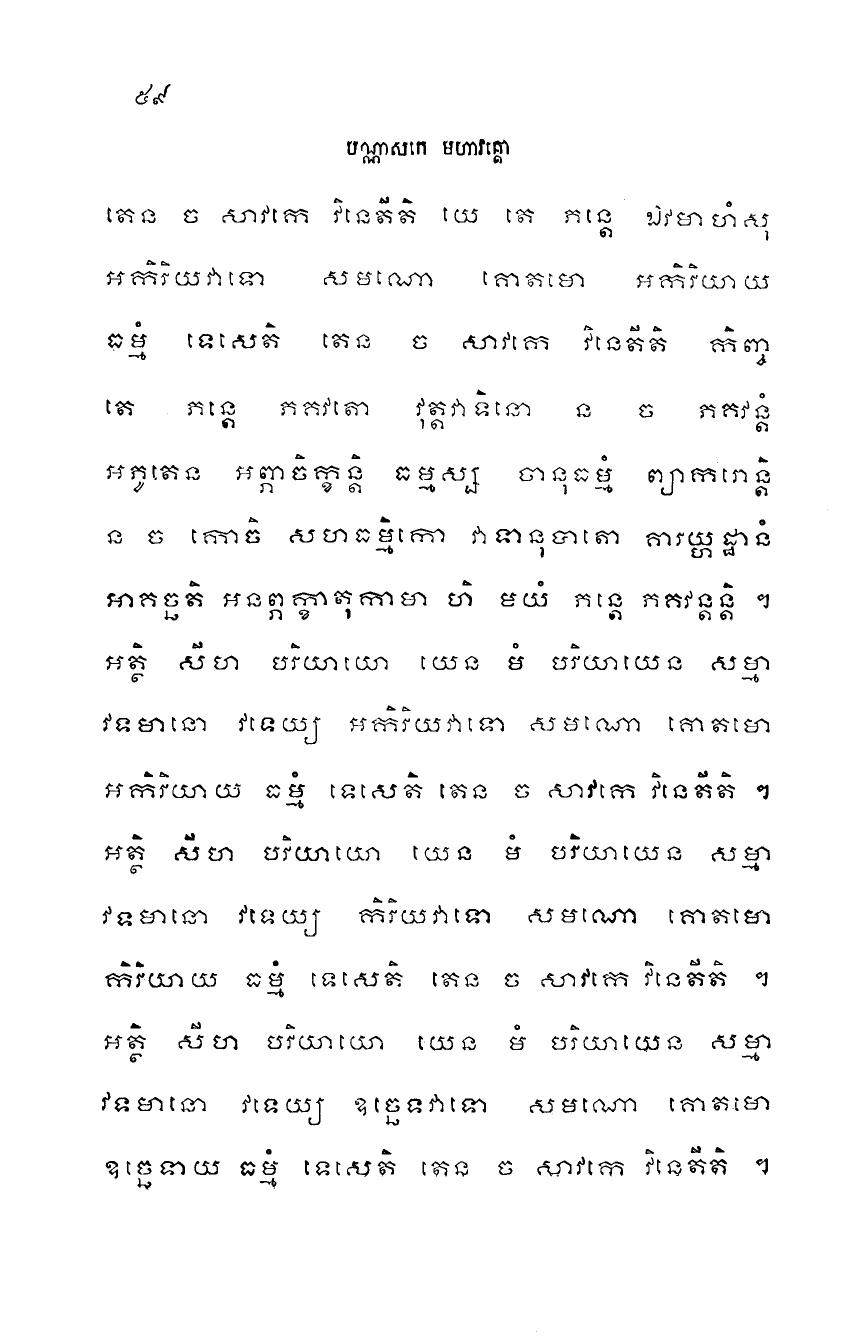 ៥៩
បណ្ណាសកេ មហាវគ្គោ
តេន ច សាវកេ វិនេតីតិ យេ តេ ភន្តេ ឯវមាហំសុ
អកិរិយវាទោ សមណោ គោតមោ អកិរិយាយ
ធម្មំ ទេសេតិ តេន ច សាវកេ វិនេតីតិ កិញ្ចិ
តេ ភន្តេ ភគវតោ វុត្តវាទិនោ ន ច ភគវន្តំ
អភូតេន អព្ភាចិក្ខន្តិ ធម្មស្ស ចានុធម្មំ ព្យាករោន្តិ
ន ច កោចិ សហធម្មិកោ វាទានុបាតោ គារយ្ហដ្ឋានំ
អាគច្ឆតិ អនព្ភក្ខាតុកាមា ហិ មយំ ភន្តេ ភគវន្តន្តិ ។
អត្ថិ សីហ បរិយាយោ យេន មំ បរិយាយេន សម្មា
វទមានោ វទេយ្យ អកិរិយវាទោ សមណោ គោតមោ
អកិរិយាយ ធម្មំ ទេសេតិ តេន ច សាវកេ វិនេតីតិ ។
អត្ថិ សីហ បរិយាយោ យេន មំ បរិយាយេន សម្មា
វទមានោ វទេយ្យ កិរិយវាទោ សមណោ គោតមោ
កិរិយាយ ធម្មំ ទេសេតិ តេន ច សាវកេ វិនេតីតិ ។
អត្ថិ សីហ បរិយាយោ យេន មំ បរិយាយេន សម្មា
វទមានោ វទេយ្យ ឧច្ឆេទវាទោ សមណោ គោតមោ
ឧច្ឆេទាយ ធម្មំ ទេសេតិ តេន ច សាវកេ វិនេតីតិ ។